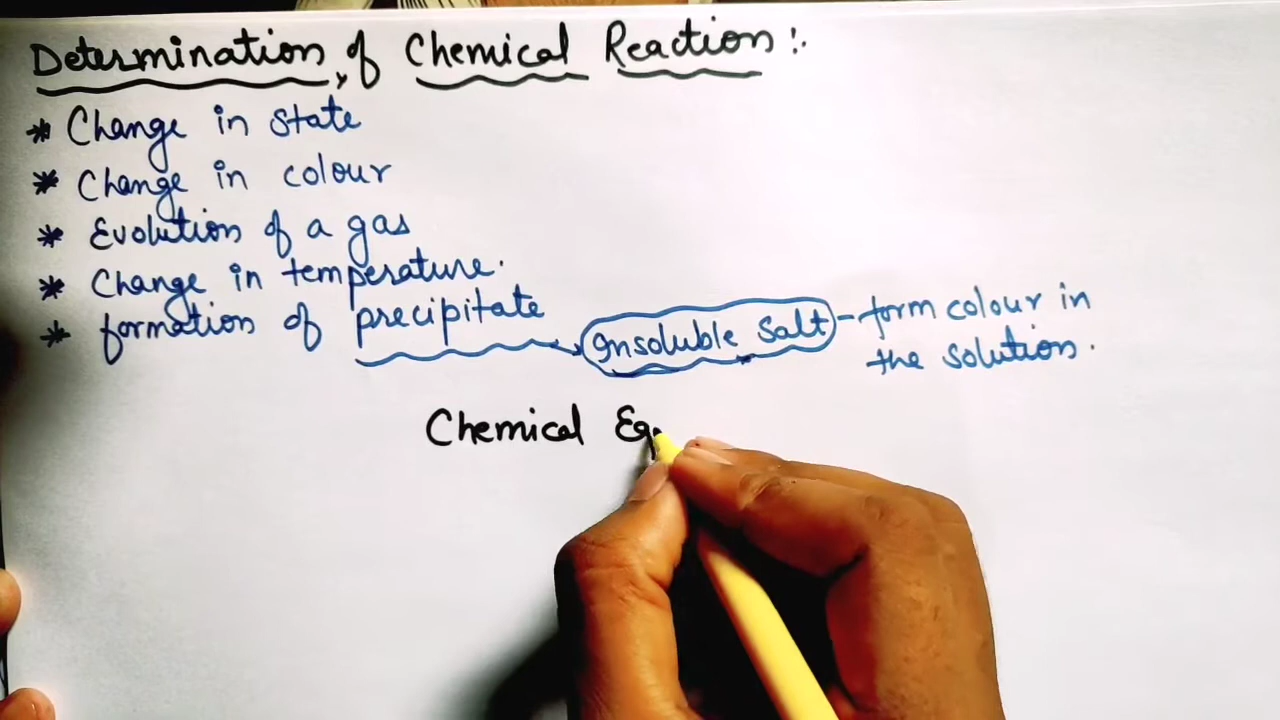 Determination of Chemical Reaction :.
* Change in state
* Change in colour
* Evolution of a gas
* Change in temperature.
* formation of precipitate
Insoluble salt - form colour in
the solution.
Chemical Eq